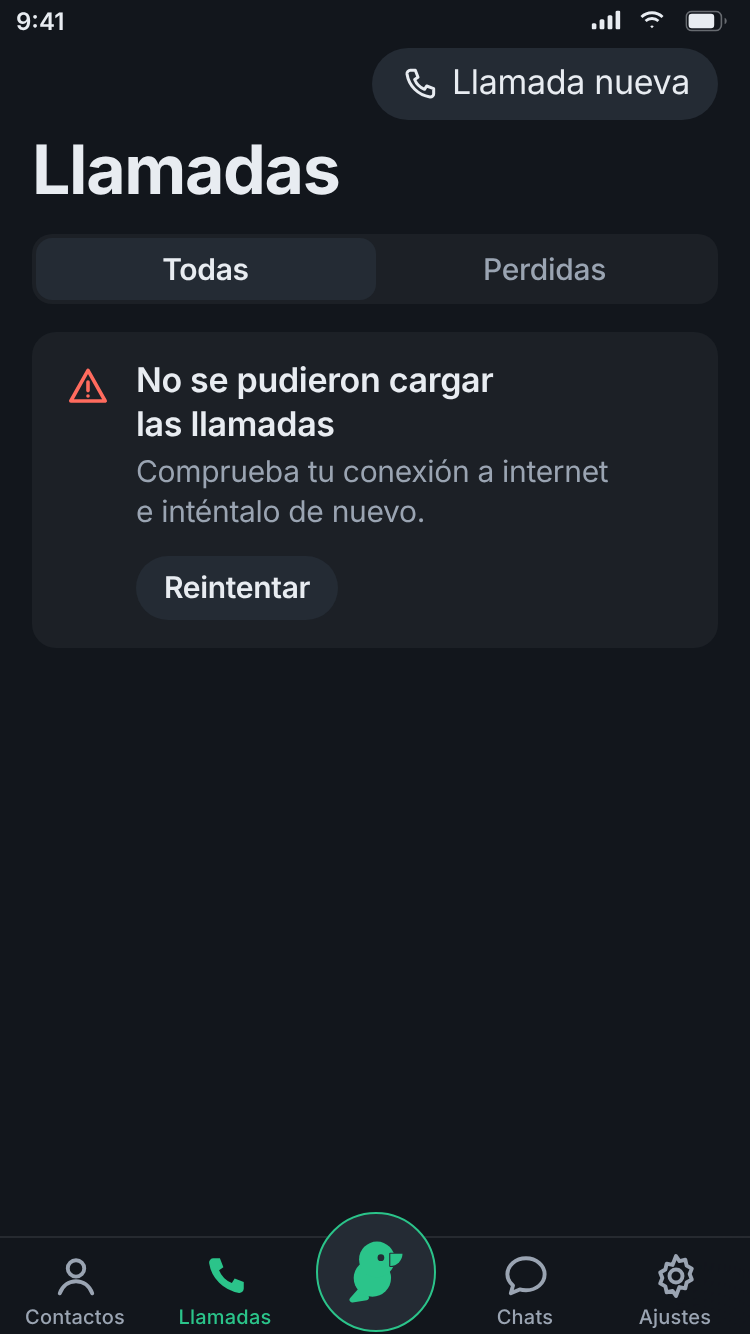 9:41
Llamada nueva
Llamadas
Todas
Perdidas
No se pudieron cargar
las llamadas
Comprueba tu conexión a internet
e inténtalo de nuevo.
Reintentar
Contactos
Llamadas
Chats
Ajustes